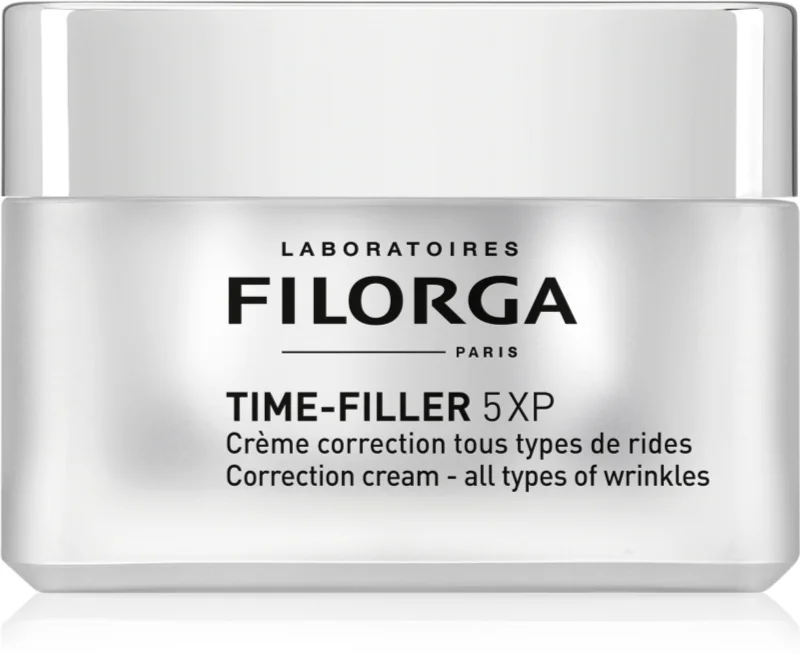 LABORATOIRES
FILORGA
PARIS
TIME-FILLER 5XP
Crème correction tous types de rides
Correction cream - all types of wrinkles